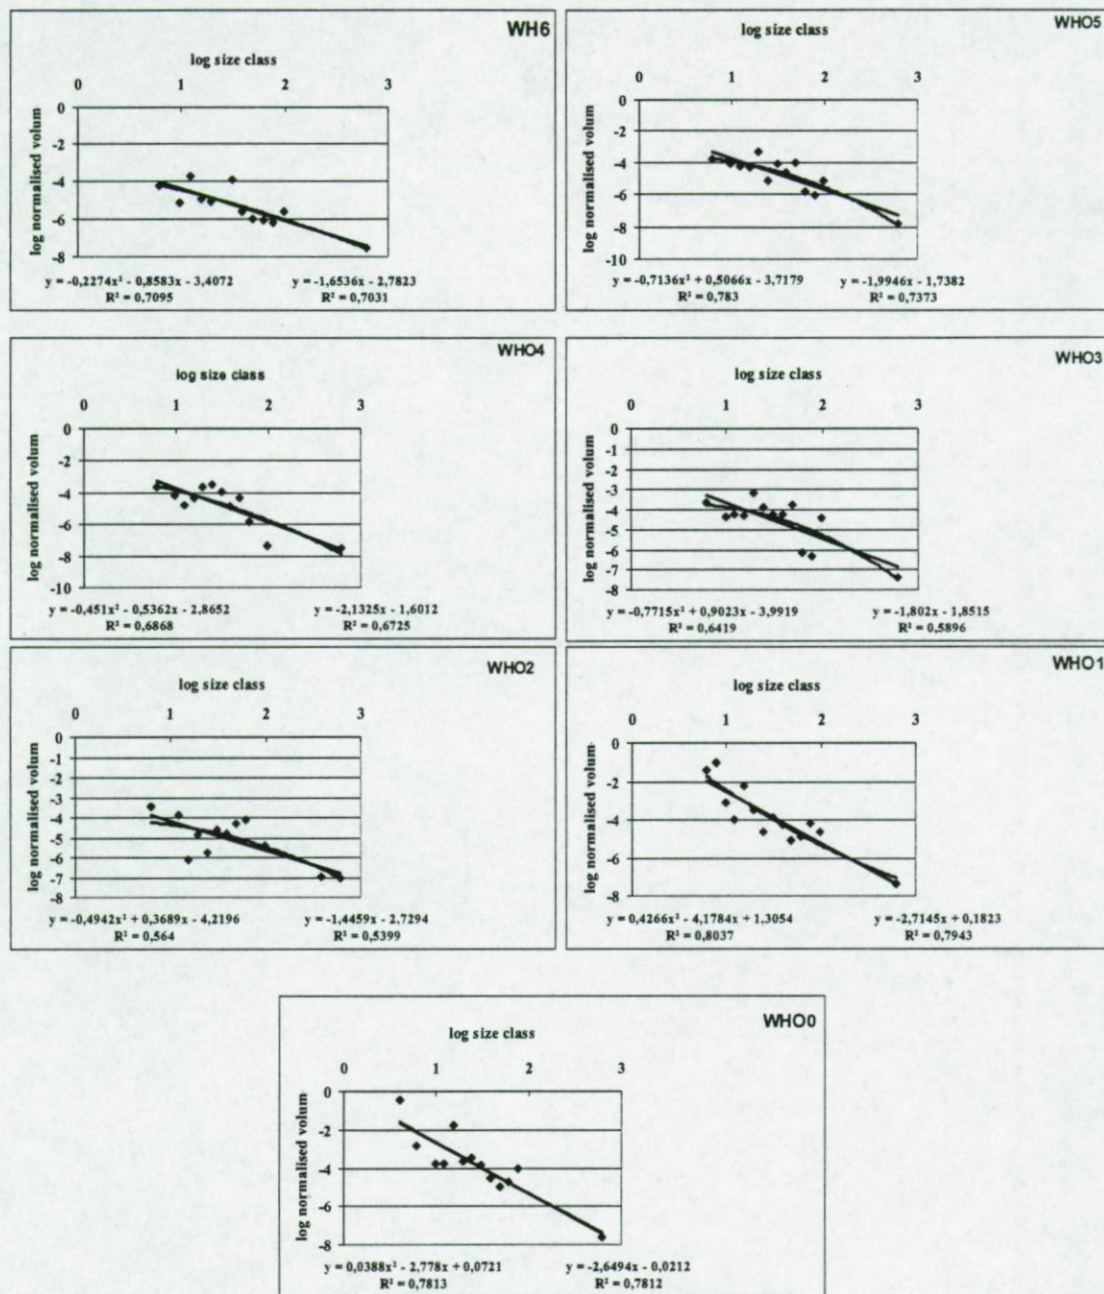 WH6
log size class
0 1 2 3
log normalised volum
0
-2
-4
-6
-8
y = -0,2274x² - 0,8583x - 3,4072 y = -1,6536x - 2,7823
R² = 0,7095 R² = 0,7031
WHO5
log size class
0 1 2 3
log normalised volum
0
-2
-4
-6
-8
-10
y = -0,7136x² + 0,5066x - 3,7179 y = -1,9946x - 1,7382
R² = 0,783 R² = 0,7373
WHO4
log size class
0 1 2 3
log normalised volum
0
-2
-4
-6
-8
-10
y = -0,451x² - 0,5362x - 2,8652 y = -2,1325x - 1,6012
R² = 0,6868 R² = 0,6725
WHO3
log size class
0 1 2 3
log normalised volum
0
-1
-2
-3
-4
-5
-6
-7
-8
y = -0,7715x² + 0,9023x - 3,9919 y = -1,802x - 1,8515
R² = 0,6419 R² = 0,5896
WHO2
log size class
0 1 2 3
log normalised volum
0
-1
-2
-3
-4
-5
-6
-7
-8
y = -0,4942x² + 0,3689x - 4,2196 y = -1,4459x - 2,7294
R² = 0,564 R² = 0,5399
WHO1
log size class
0 1 2 3
log normalised volum
0
-2
-4
-6
-8
y = 0,4266x² - 4,1784x + 1,3054 y = -2,7145x + 0,1823
R² = 0,8037 R² = 0,7943
WHO0
log size class
0 1 2 3
log normalised volum
0
-2
-4
-6
-8
y = 0,0388x² - 2,778x + 0,0721 y = -2,6494x - 0,0212
R² = 0,7813 R² = 0,7812